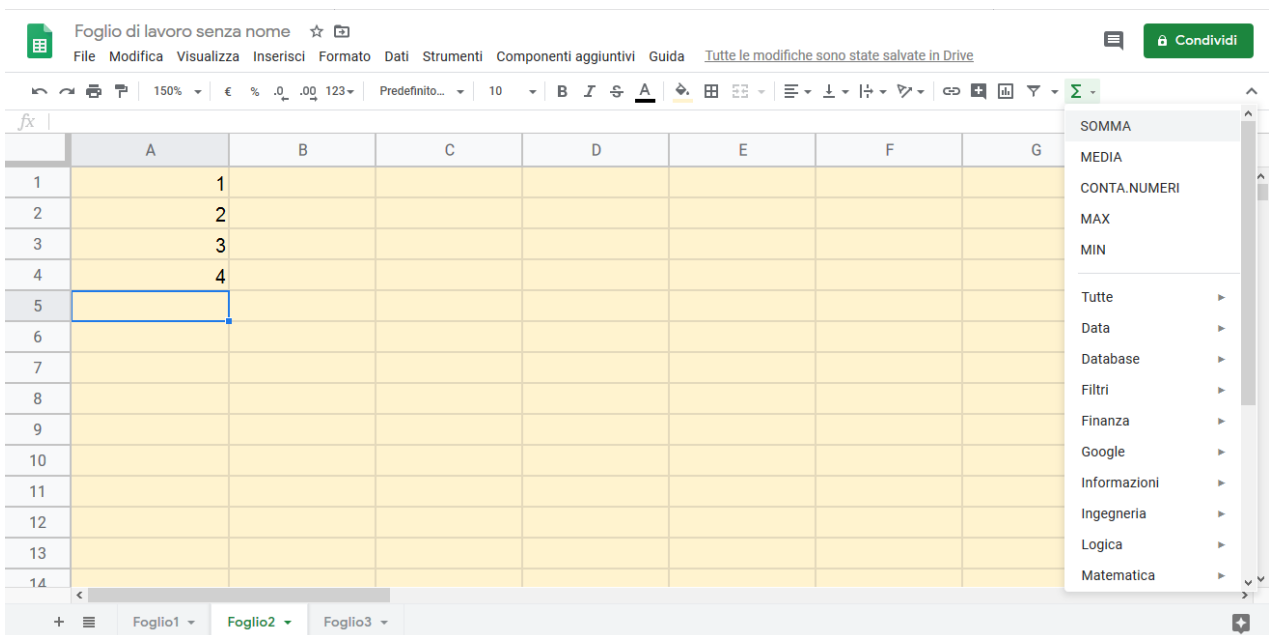 Foglio di lavoro senza nome
File Modifica Visualizza Inserisci Formato Dati Strumenti Componenti aggiuntivi Guida Tutte le modifiche sono state salvate in Drive
Condividi
150% € % .0 .00 123 Predefinito... 10 B I S A Σ
fx
A B C D E F G
1 1
2 2
3 3
4 4
5
6
7
8
9
10
11
12
13
14
SOMMA
MEDIA
CONTA.NUMERI
MAX
MIN
Tutte
Data
Database
Filtri
Finanza
Google
Informazioni
Ingegneria
Logica
Matematica
+ Foglio1 Foglio2 Foglio3